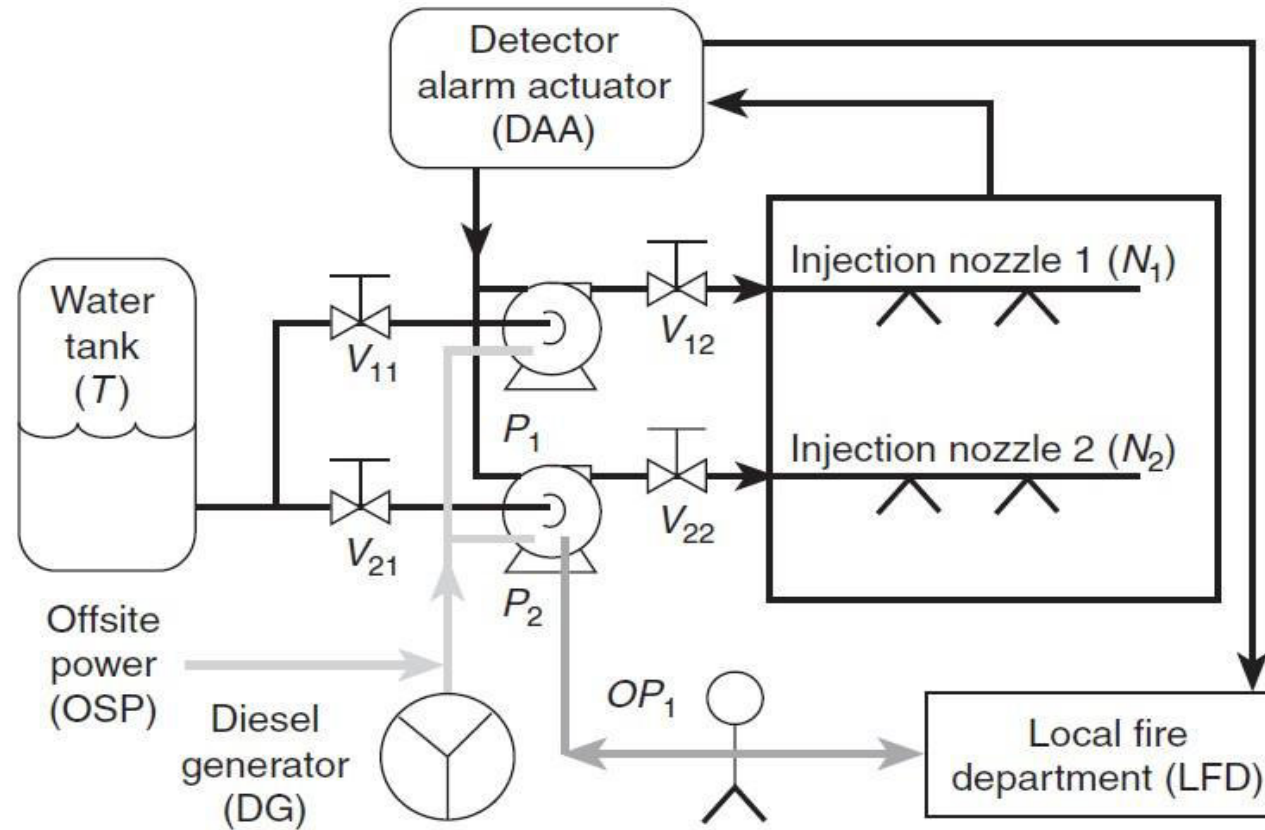 Detector
alarm actuator
(DAA)
Water
tank
(T)
V₁₁
V₁₂
Injection nozzle 1 (N₁)
P₁
Injection nozzle 2 (N₂)
V₂₁
V₂₂
P₂
Offsite
power
(OSP)
Diesel
generator
(DG)
OP₁
Local fire
department (LFD)